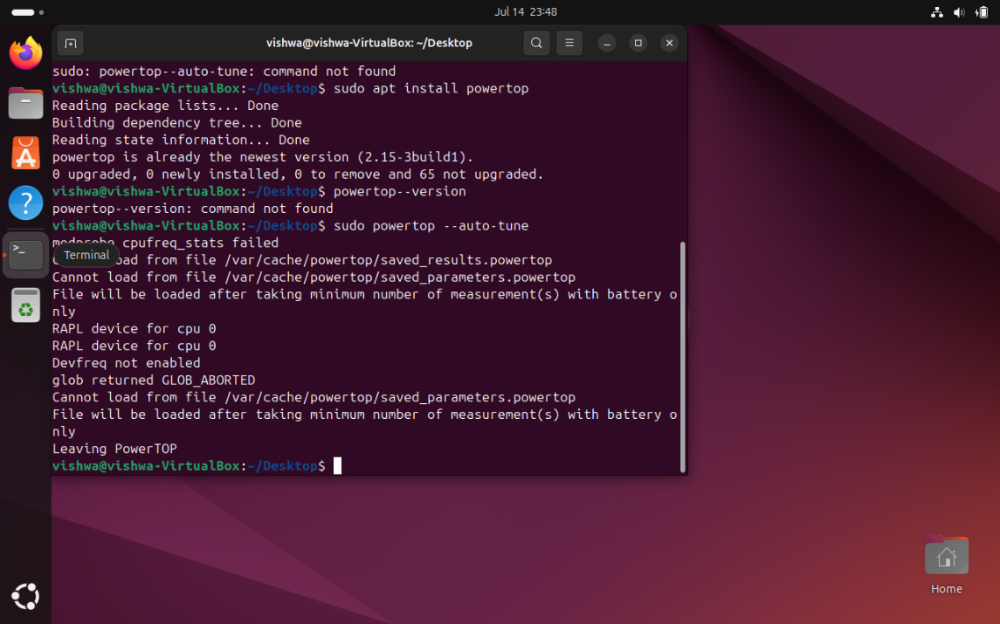 Jul 14 23:48
vishwa@vishwa-VirtualBox: ~/Desktop
sudo: powertop--auto-tune: command not found
vishwa@vishwa-VirtualBox:~/Desktop$ sudo apt install powertop
Reading package lists... Done
Building dependency tree... Done
Reading state information... Done
powertop is already the newest version (2.15-3build1).
0 upgraded, 0 newly installed, 0 to remove and 65 not upgraded.
vishwa@vishwa-VirtualBox:~/Desktop$ powertop--version
powertop--version: command not found
vishwa@vishwa-VirtualBox:~/Desktop$ sudo powertop --auto-tune
modprobe cpufreq_stats failed
Terminal
load from file /var/cache/powertop/saved_results.powertop
Cannot load from file /var/cache/powertop/saved_parameters.powertop
File will be loaded after taking minimum number of measurement(s) with battery o
nly
RAPL device for cpu 0
RAPL device for cpu 0
Devfreq not enabled
glob returned GLOB_ABORTED
Cannot load from file /var/cache/powertop/saved_parameters.powertop
File will be loaded after taking minimum number of measurement(s) with battery o
nly
Leaving PowerTOP
vishwa@vishwa-VirtualBox:~/Desktop$
Home